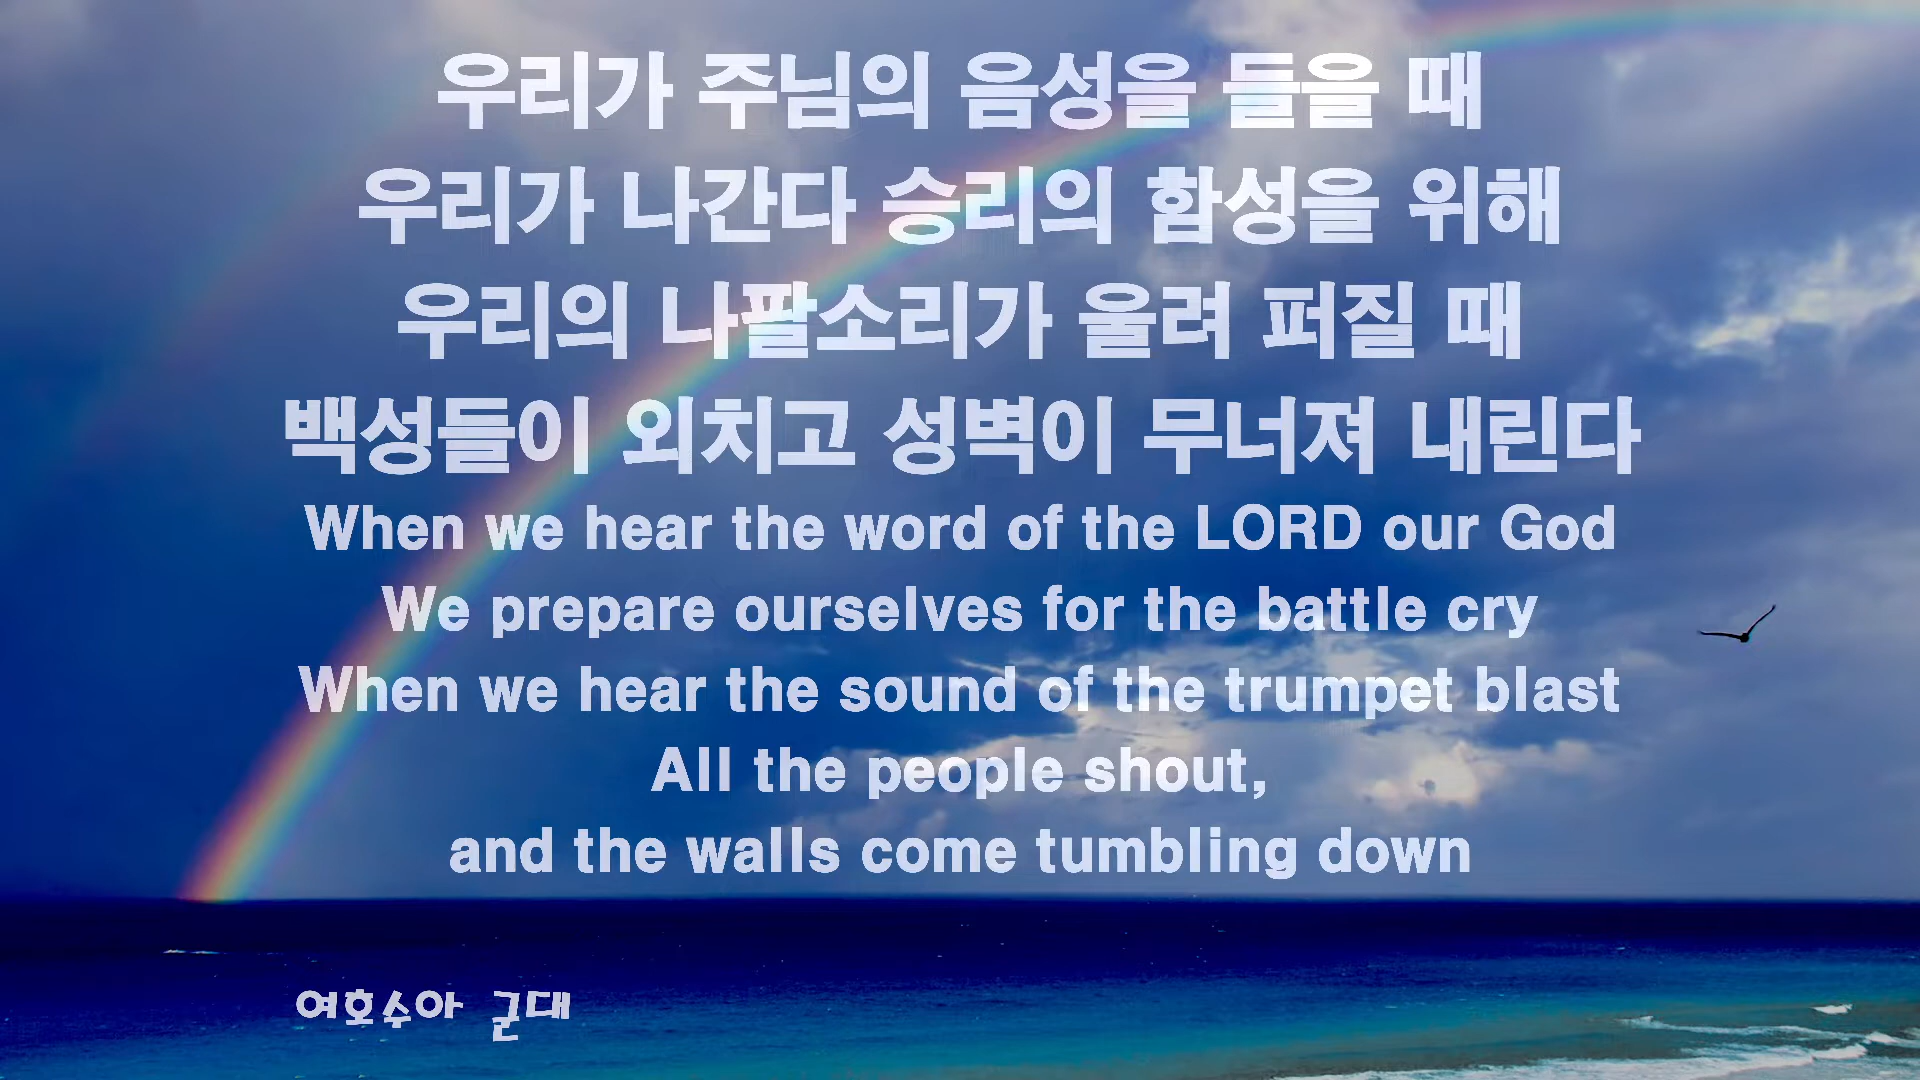 우리가 주님의 음성을 들을 때
우리가 나간다 승리의 함성을 위해
우리의 나팔소리가 울려 퍼질 때
백성들이 외치고 성벽이 무너져 내린다
When we hear the word of the LORD our God
We prepare ourselves for the battle cry
When we hear the sound of the trumpet blast
All the people shout,
and the walls come tumbling down
여호수아 군대